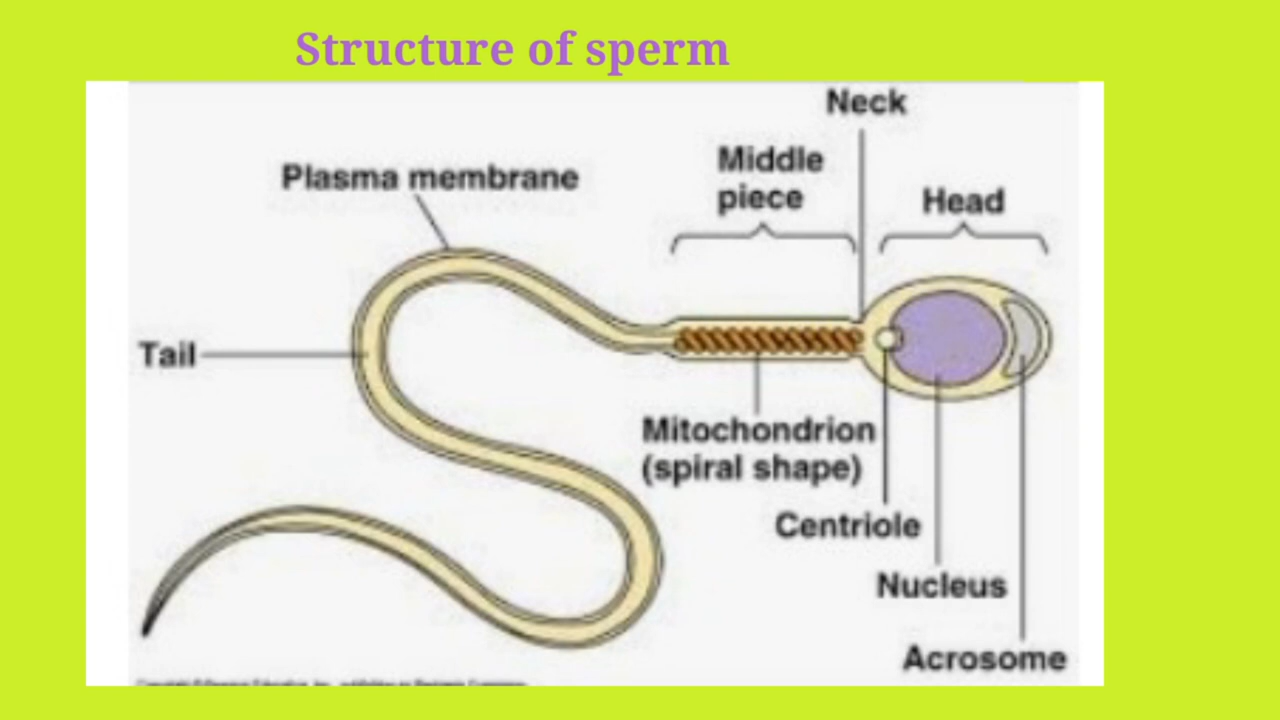 Structure of sperm
Neck
Middle
piece
Head
Plasma membrane
Tail
Mitochondrion
(spiral shape)
Centriole
Nucleus
Acrosome